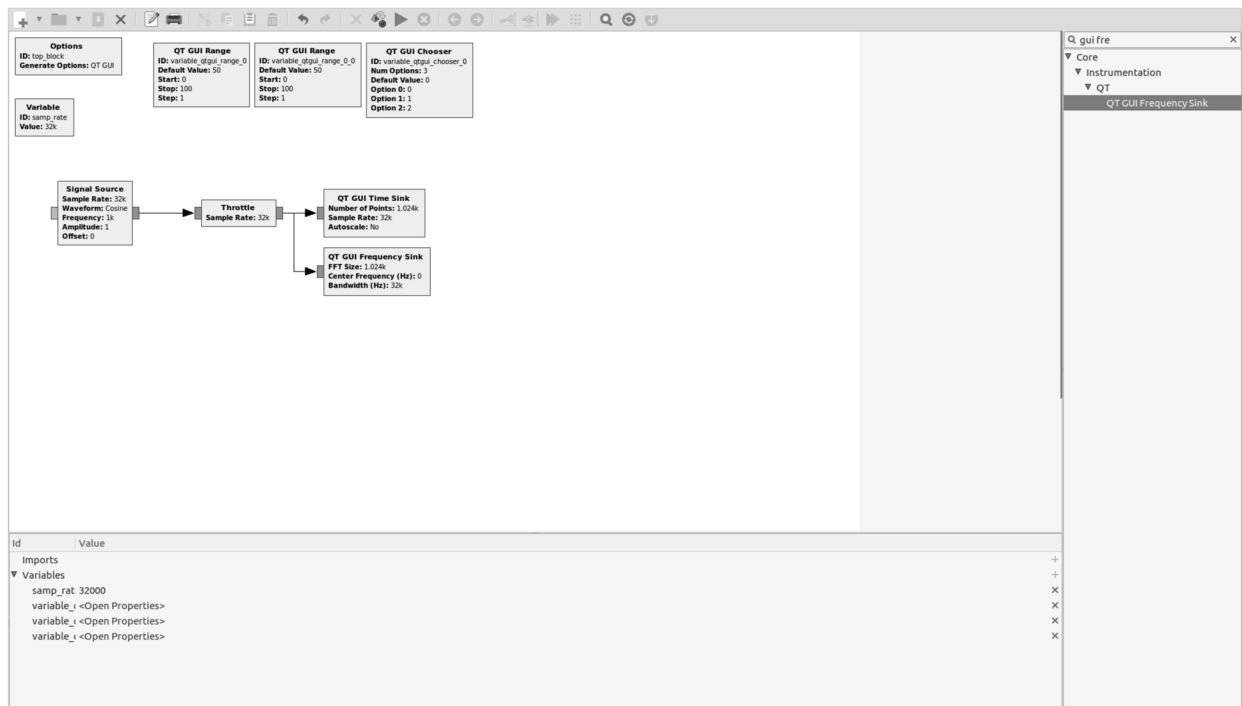 Options
ID: top_block
Generate Options: QT GUI
Variable
ID: samp_rate
Value: 32k
QT GUI Range
ID: variable_qtgui_range_0
Default Value: 50
Start: 0
Stop: 100
Step: 1
QT GUI Range
ID: variable_qtgui_range_0_0
Default Value: 50
Start: 0
Stop: 100
Step: 1
QT GUI Chooser
ID: variable_qtgui_chooser_0
Num Options: 3
Default Value: 0
Option 0: 0
Option 1: 1
Option 2: 2
Signal Source
Sample Rate: 32k
Waveform: Cosine
Frequency: 1k
Amplitude: 1
Offset: 0
Throttle
Sample Rate: 32k
QT GUI Time Sink
Number of Points: 1.024k
Sample Rate: 32k
Autoscale: No
QT GUI Frequency Sink
FFT Size: 1.024k
Center Frequency (Hz): 0
Bandwidth (Hz): 32k
gui fre
Core
Instrumentation
QT
QT GUI Frequency Sink
Id Value
Imports
Variables
samp_rat 32000
variable_ <Open Properties>
variable_ <Open Properties>
variable_ <Open Properties>